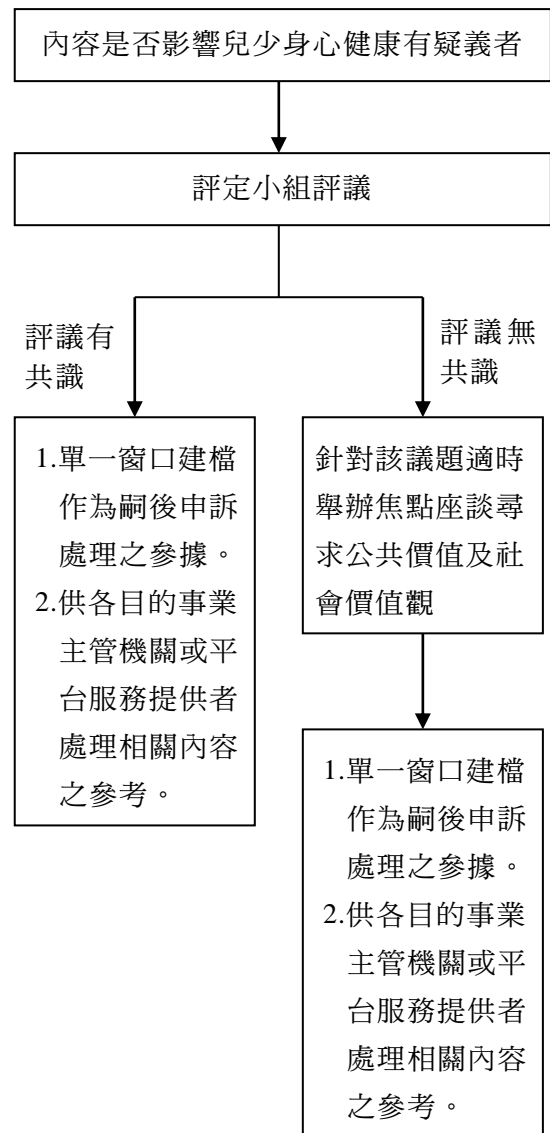 內容是否影響兒少身心健康有疑義者
評定小組評議
評議有
共識
評議無
共識
1.單一窗口建檔
作為嗣後申訴
處理之參據。
2.供各目的事業
主管機關或平
台服務提供者
處理相關內容
之參考。
針對該議題適時
舉辦焦點座談尋
求公共價值及社
會價值觀
1.單一窗口建檔
作為嗣後申訴
處理之參據。
2.供各目的事業
主管機關或平
台服務提供者
處理相關內容
之參考。